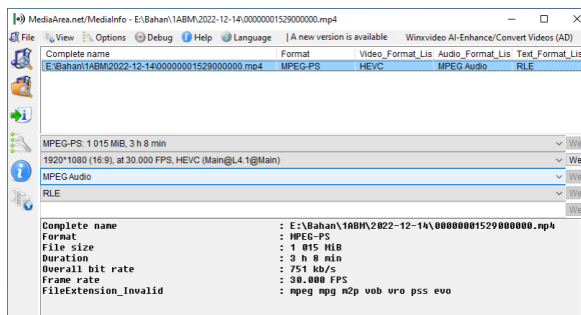 MediaArea.net/MediaInfo - E:\Bahan\1ABM\2022-12-14\00000001529000000.mp4
File View Options Debug Help Language | A new version is available Winxvideo AI-Enhance/Convert Videos (AD)
Complete name Format Video_Format_Lis Audio_Format_Lis Text_Format_Lis
E:\Bahan\1ABM\2022-12-14\00000001529000000.mp4 MPEG-PS HEVC MPEG Audio RLE
MPEG-PS: 1 015 MiB, 3 h 8 min We
1920*1080 (16:9), at 30.000 FPS, HEVC (Main@L4.1@Main) We
MPEG Audio We
RLE We
We
Complete name : E:\Bahan\1ABM\2022-12-14\00000001529000000.mp4
Format : MPEG-PS
File size : 1 015 MiB
Duration : 3 h 8 min
Overall bit rate : 751 kb/s
Frame rate : 30.000 FPS
FileExtension_Invalid : mpeg mpg m2p vob vro pss evo